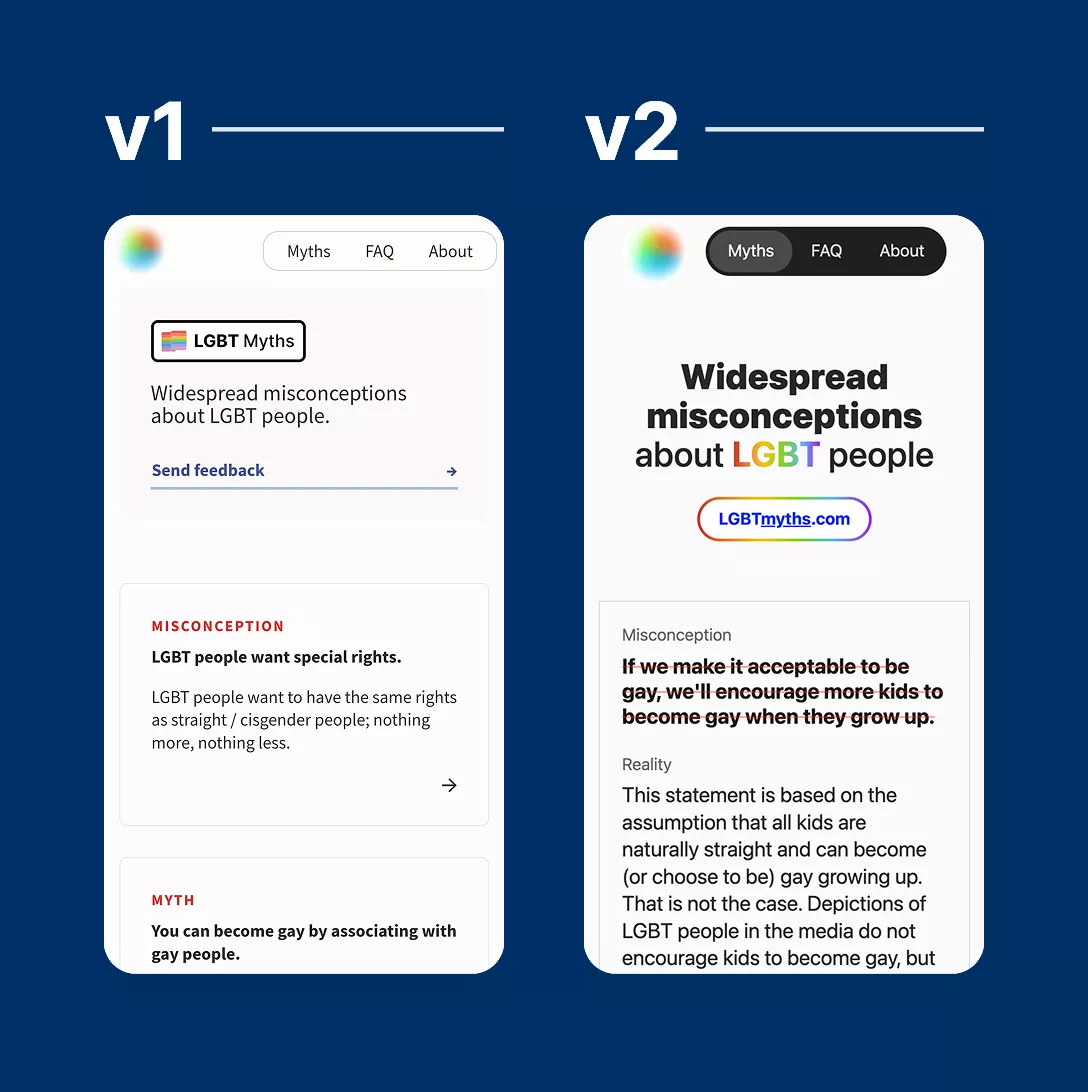 v1
Myths FAQ About
LGBT Myths
Widespread misconceptions
about LGBT people.
Send feedback →
MISCONCEPTION
LGBT people want special rights.
LGBT people want to have the same rights
as straight / cisgender people; nothing
more, nothing less.
→
MYTH
You can become gay by associating with
gay people.
v2
Myths FAQ About
Widespread
misconceptions
about LGBT people
LGBTmyths.com
Misconception
If we make it acceptable to be
gay, we'll encourage more kids to
become gay when they grow up.
Reality
This statement is based on the
assumption that all kids are
naturally straight and can become
(or choose to be) gay growing up.
That is not the case. Depictions of
LGBT people in the media do not
encourage kids to become gay, but